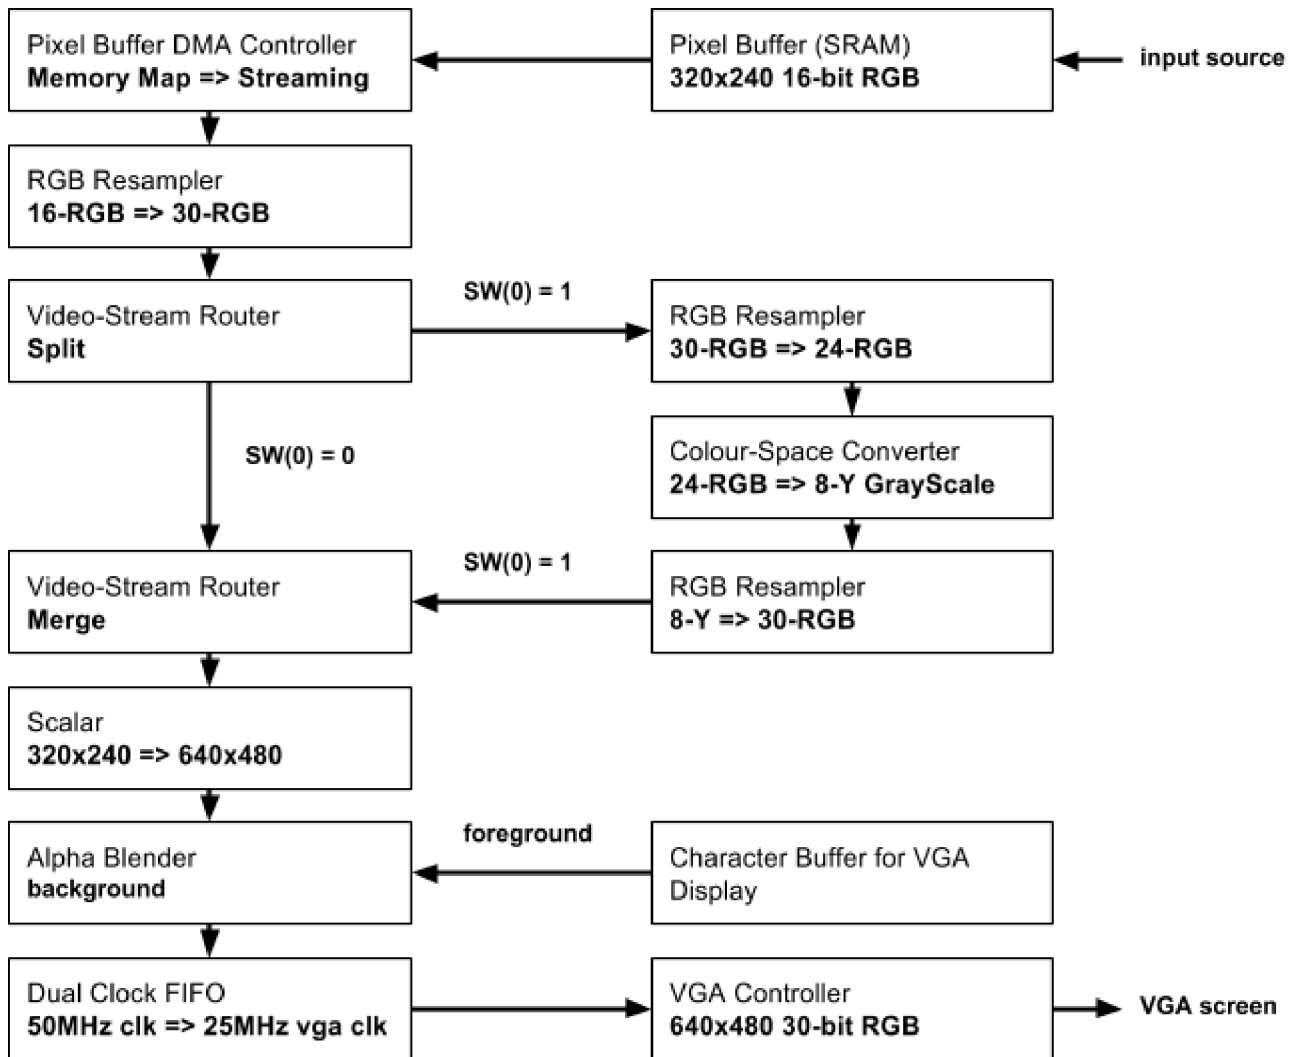 Pixel Buffer DMA Controller
Memory Map => Streaming
Pixel Buffer (SRAM)
320x240 16-bit RGB
input source
RGB Resampler
16-RGB => 30-RGB
Video-Stream Router
Split
SW(0) = 1
RGB Resampler
30-RGB => 24-RGB
SW(0) = 0
Colour-Space Converter
24-RGB => 8-Y GrayScale
Video-Stream Router
Merge
SW(0) = 1
RGB Resampler
8-Y => 30-RGB
Scalar
320x240 => 640x480
Alpha Blender
background
foreground
Character Buffer for VGA
Display
Dual Clock FIFO
50MHz clk => 25MHz vga clk
VGA Controller
640x480 30-bit RGB
VGA screen